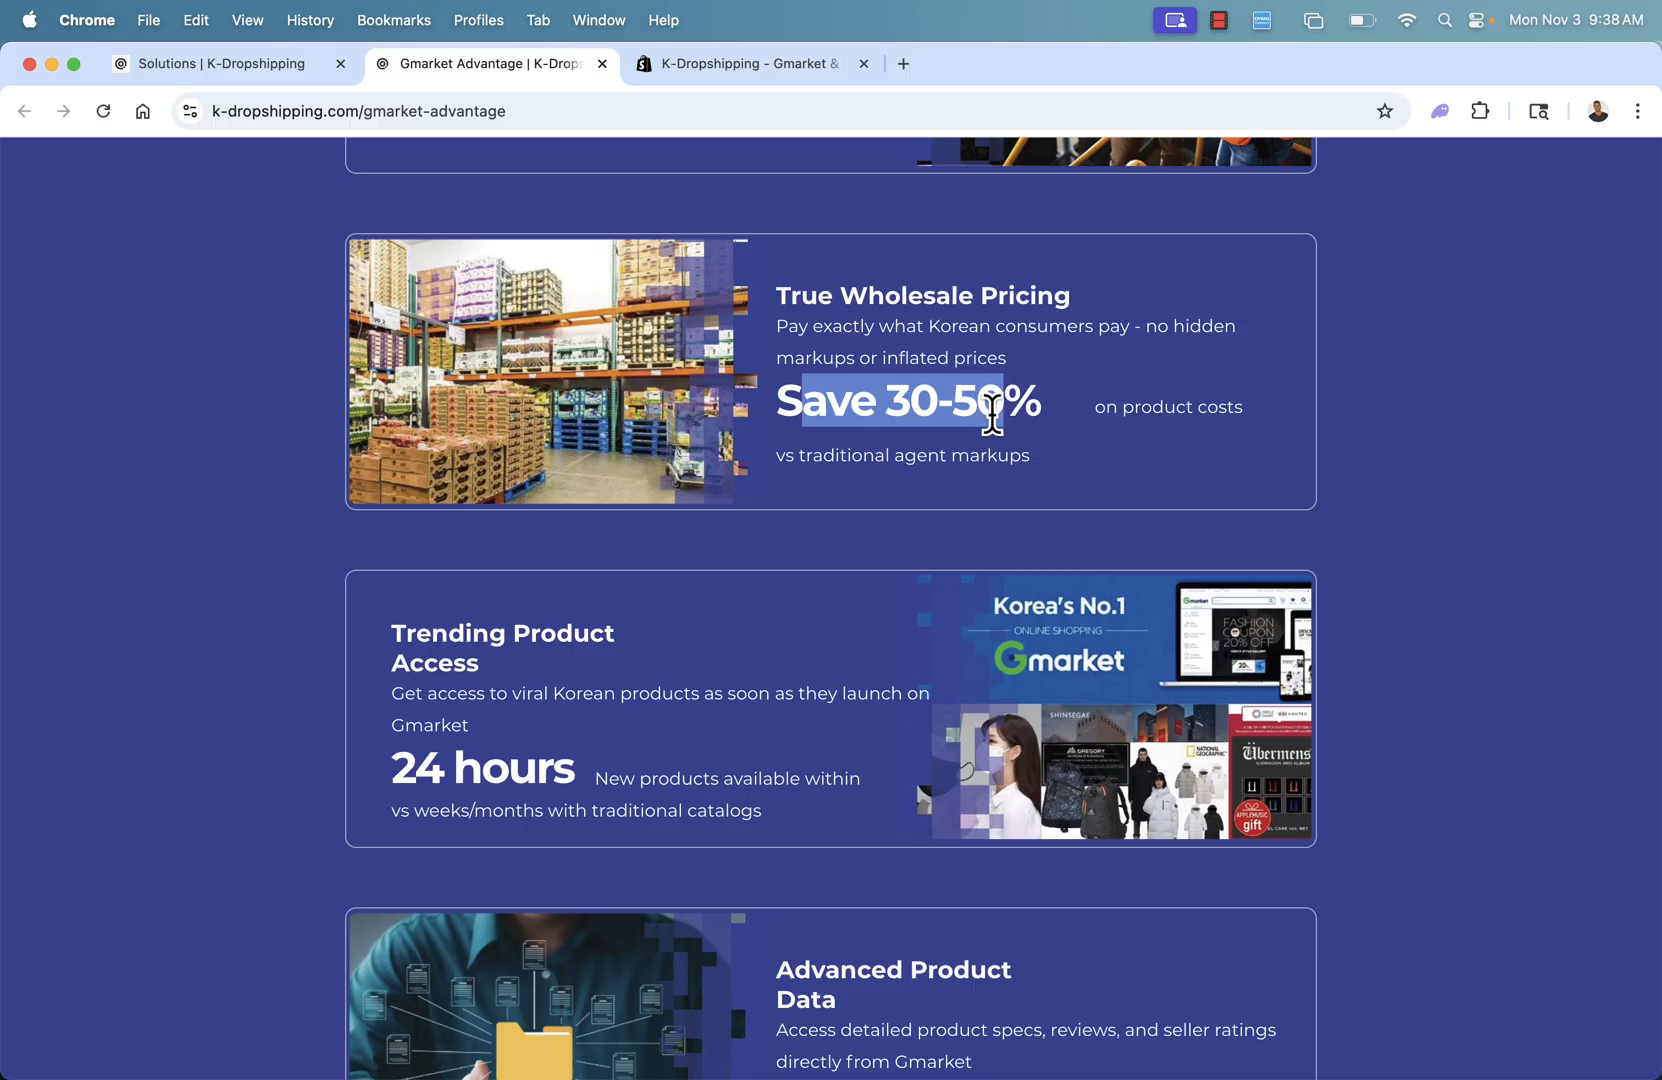 Chrome File Edit View History Bookmarks Profiles Tab Window Help Mon Nov 3 9:38 AM
Solutions | K-Dropshipping
Gmarket Advantage | K-Drops
K-Dropshipping - Gmarket &
k-dropshipping.com/gmarket-advantage
True Wholesale Pricing
Pay exactly what Korean consumers pay - no hidden
markups or inflated prices
Save 30-50% on product costs
vs traditional agent markups
Trending Product
Access
Get access to viral Korean products as soon as they launch on
Gmarket
24 hours New products available within
vs weeks/months with traditional catalogs
Korea's No.1
ONLINE SHOPPING
Gmarket
Gmarket
FASHION
COUPON
20% OFF
SHINSEGAE
GREGORY
NATIONAL
GEOGRAPHIC
Übermens
APPLEMUSIC
gift
Advanced Product
Data
Access detailed product specs, reviews, and seller ratings
directly from Gmarket